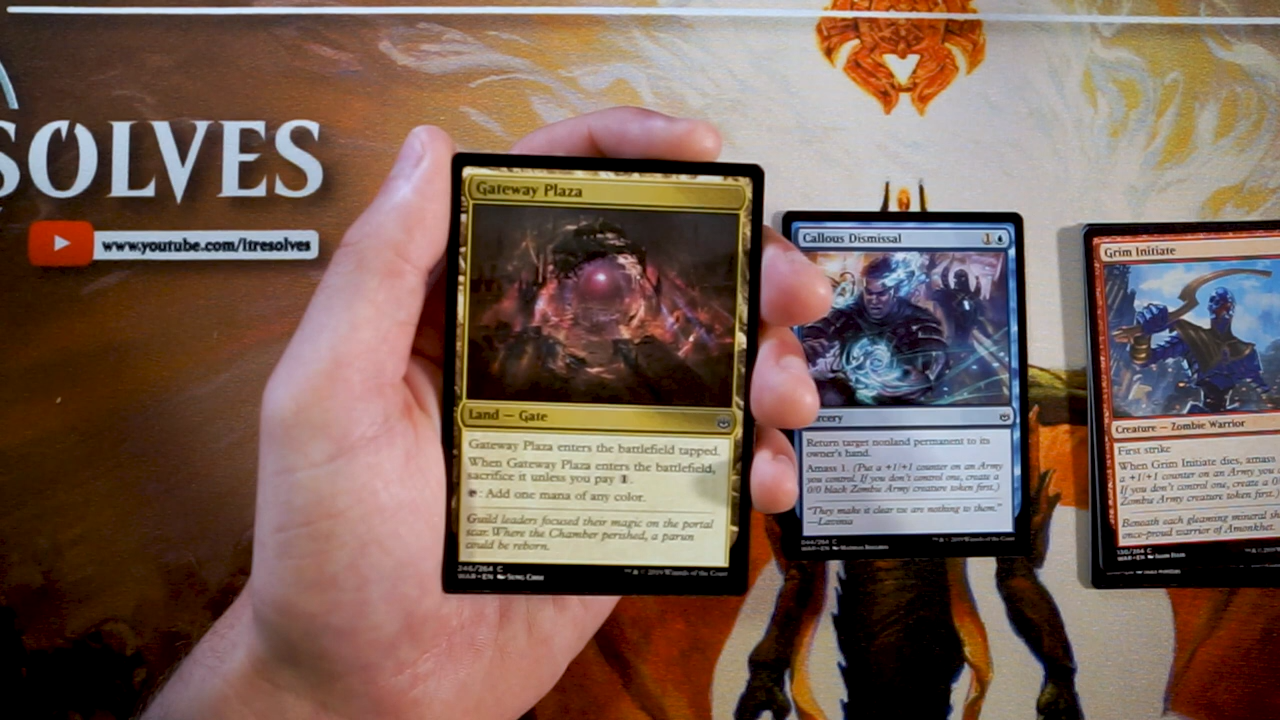 SOLVES
www.youtube.com/ltresolves
Gateway Plaza
Land — Gate
Gateway Plaza enters the battlefield tapped.
When Gateway Plaza enters the battlefield,
sacrifice it unless you pay 1.
: Add one mana of any color.
Guild leaders focused their magic on the portal
scar. Where the Chamber perished, a parun
could be reborn.
246/264 C
WAR • EN Sung Choi
™ & © 2019 Wizards of the Coast
Callous Dismissal
1
rcery
Return target nonland permanent to its
owner's hand.
Amass 1. (Put a +1/+1 counter on an Army
you control. If you don't control one, create a
0/0 black Zombie Army creature token first.)
"They make it clear we are nothing to them."
—Lavinia
044/264 C
WAR • EN
™ & © 2019 Wizards of the Coast
Grim Initiate
Creature — Zombie Warrior
First strike
When Grim Initiate dies, amass
a +1/+1 counter on an Army you
If you don't control one, create a 0/
Zombie Army creature token first.)
Beneath each gleaming mineral sh
once-proud warrior of Amonkhet.
130/264 C
WAR • EN